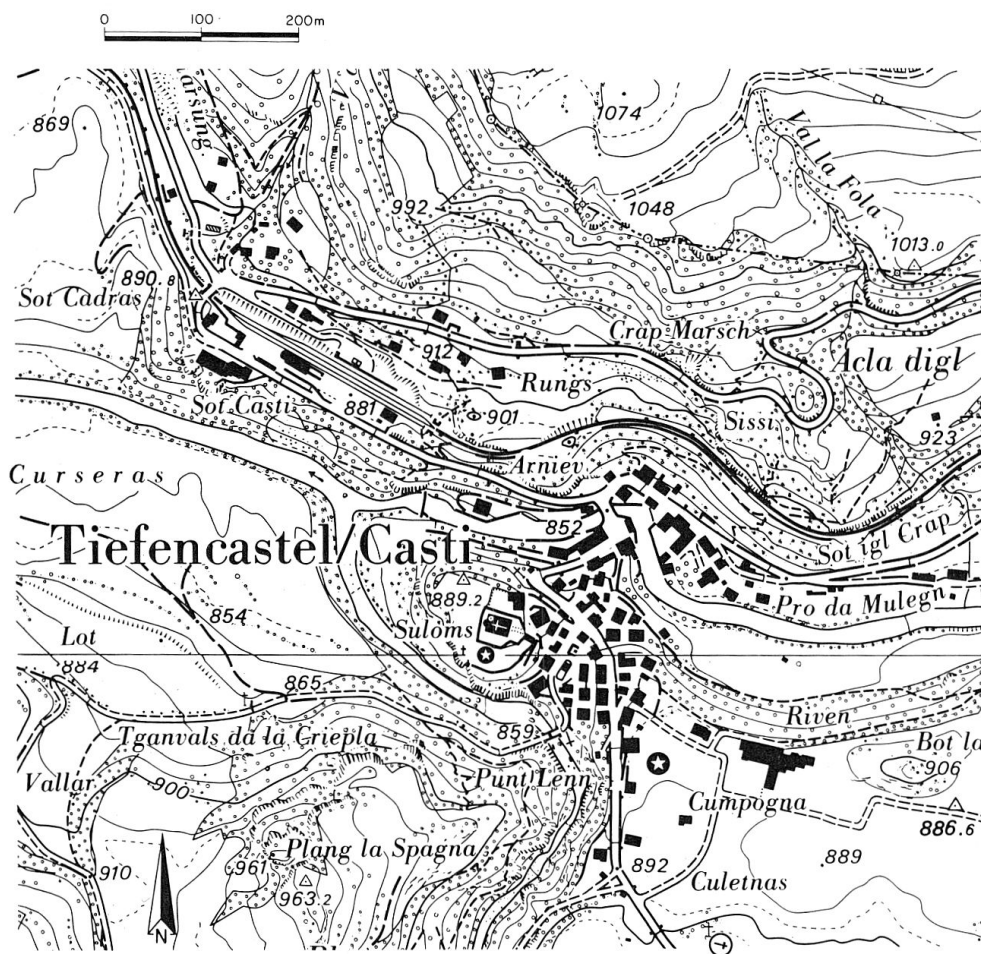 0 100 200m
869
arsung
1074
Val la Fola
992
1048
1013.0
890.8
Sot Cadras
Crap Marsch
912
Acla digl
Rungs
Sot Casti
881
901
Sissi
923
Arniev
Curseras
852
Sot igl Crap
Tiefencastel/Casti
889.2
Pro da Mulegn
854
Suloms
Lot
884
865
Riven
859
Tganvals da la Criepla
Bot la
906
Vallar
900
Punt Lenn
Cumpogna
886.6
Plang la Spagna
961
889
892
910
963.2
Culetnas
N